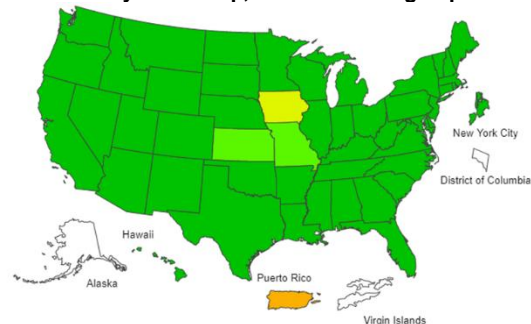 New York City
District of Columbia
Hawaii
Alaska
Puerto Rico
Virgin Islands